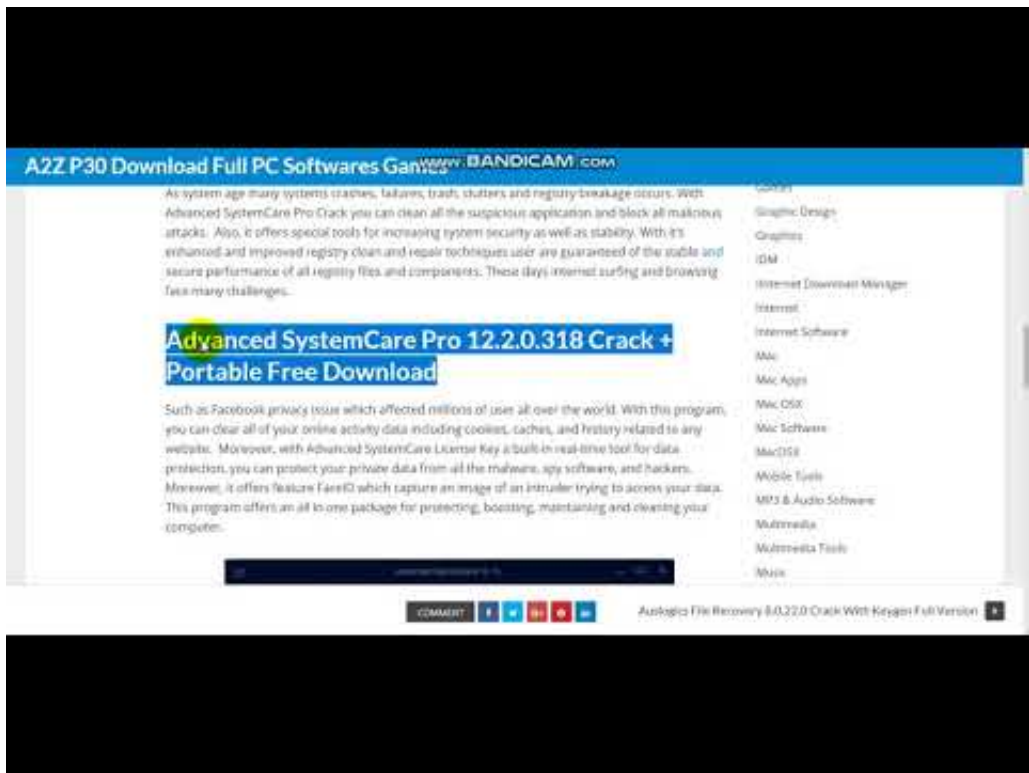 A2Z P30 Download Full PC Softwares Games
www.BANDICAM.com
As system age many systems crashes, failures, trash, stutters and registry breakage occurs. With
Advanced SystemCare Pro Crack you can clean all the suspicious application and block all malicious
attacks. Also, it offers special tools for increasing system security as well as stability. With it's
enhanced and improved registry clean and repair techniques user are guaranteed of the stable and
secure performance of all registry files and components. These days internet surfing and browsing
face many challenges.
Advanced SystemCare Pro 12.2.0.318 Crack +
Portable Free Download
Such as Facebook privacy issue which affected millions of user all over the world. With this program,
you can clear all of your online activity data including cookies, caches, and history related to any
website. Moreover, with Advanced SystemCare License Key a built-in real-time tool for data
protection, you can protect your private data from all the malware, spy software, and hackers.
Moreover, it offers feature FaceID which capture an image of an intruder trying to access your data.
This program offers an all in one package for protecting, boosting, maintaining and cleaning your
computer.
Games
Graphic Design
Graphics
IDM
Internet Download Manager
Internet
Internet Software
Mac
Mac Apps
Mac OSX
Mac Software
MacOSX
Mobile Tools
MP3 & Audio Software
Multimedia
Multimedia Tools
Music
COMMENT
Auslogics File Recovery 8.0.22.0 Crack With Keygen Full Version